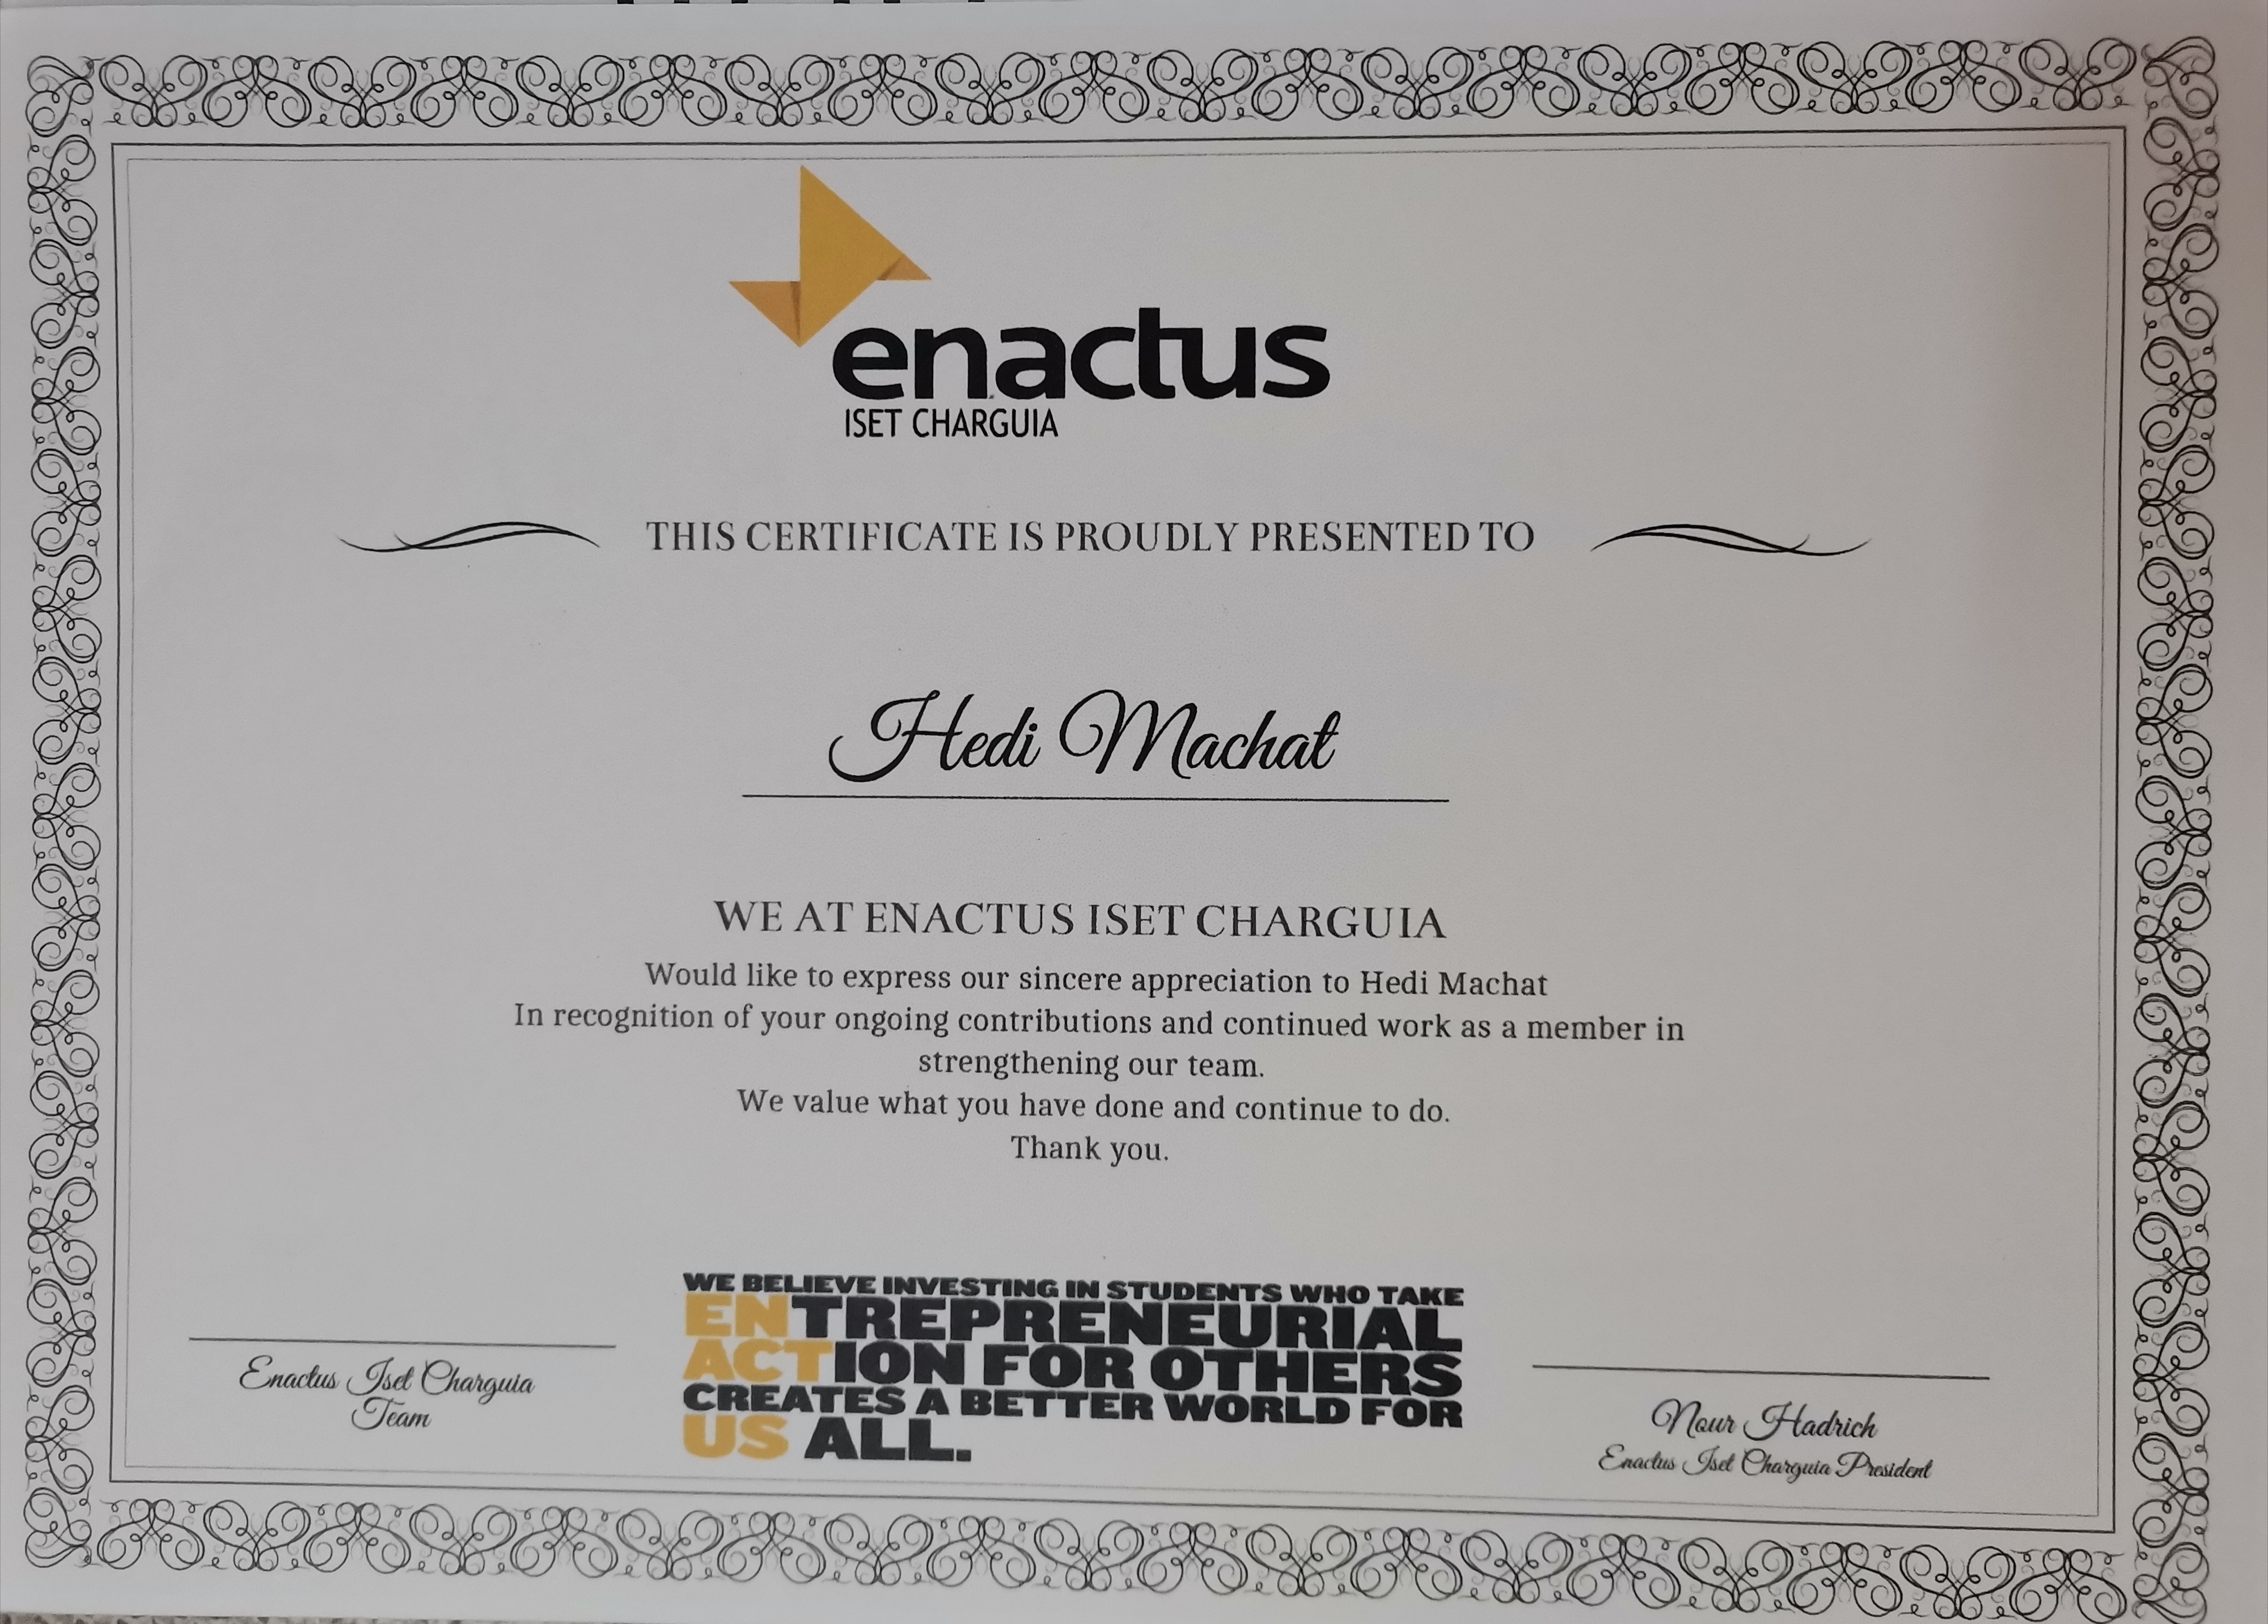 enactus
ISET CHARGUIA
THIS CERTIFICATE IS PROUDLY PRESENTED TO
Hedi Machat
WE AT ENACTUS ISET CHARGUIA
Would like to express our sincere appreciation to Hedi Machat
In recognition of your ongoing contributions and continued work as a member in
strengthening our team.
We value what you have done and continue to do.
Thank you.
WE BELIEVE INVESTING IN STUDENTS WHO TAKE
ENTREPRENEURIAL
ACTION FOR OTHERS
CREATES A BETTER WORLD FOR
US ALL.
Enactus Iset Charguia
Team
Nour Hadrich
Enactus Iset Charguia President